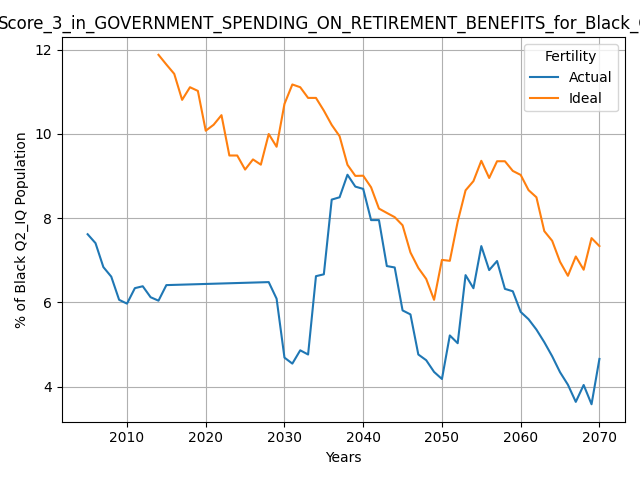 Score_3_in_GOVERNMENT_SPENDING_ON_RETIREMENT_BENEFITS_for_Black_
Fertility
Actual
Ideal
12
10
8
6
4
% of Black Q2_IQ Population
2010 2020 2030 2040 2050 2060 2070
Years